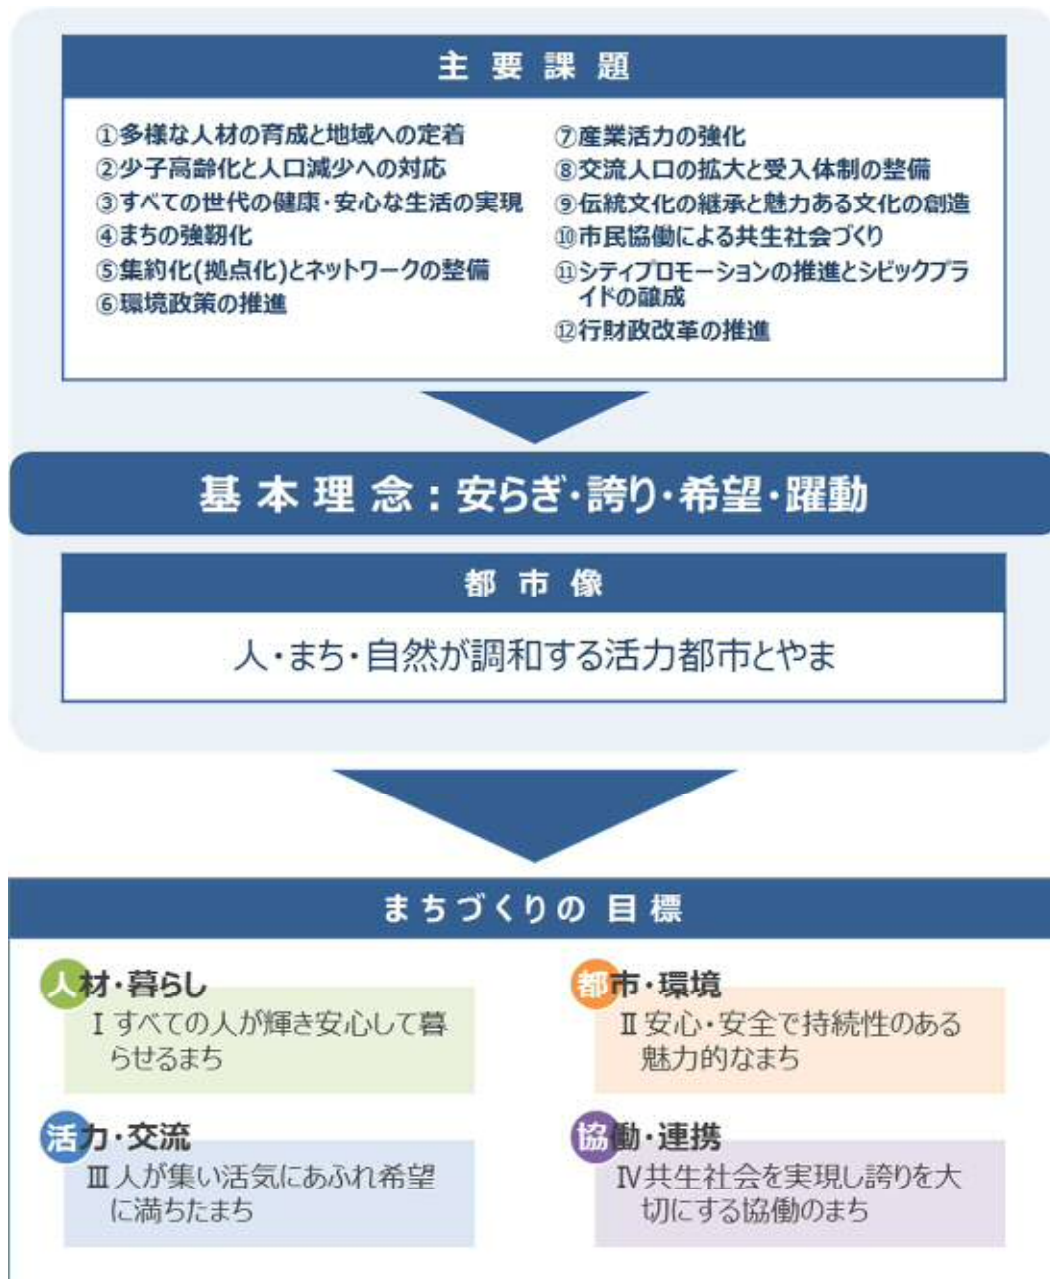 主要課題
①多様な人材の育成と地域への定着
②少子高齢化と人口減少への対応
③すべての世代の健康・安心な生活の実現
④まちの強靭化
⑤集約化(拠点化)とネットワークの整備
⑥環境政策の推進
⑦産業活力の強化
⑧交流人口の拡大と受入体制の整備
⑨伝統文化の継承と魅力ある文化の創造
⑩市民協働による共生社会づくり
⑪シティプロモーションの推進とシビックプラ
イドの醸成
⑫行財政改革の推進
基本理念：安らぎ・誇り・希望・躍動
都市像
人・まち・自然が調和する活力都市とやま
まちづくりの目標
人材・暮らし
Ⅰすべての人が輝き安心して暮
らせるまち
都市・環境
Ⅱ安心・安全で持続性のある
魅力的なまち
活力・交流
Ⅲ人が集い活気にあふれ希望
に満ちたまち
協働・連携
Ⅳ共生社会を実現し誇りを大
切にする協働のまち